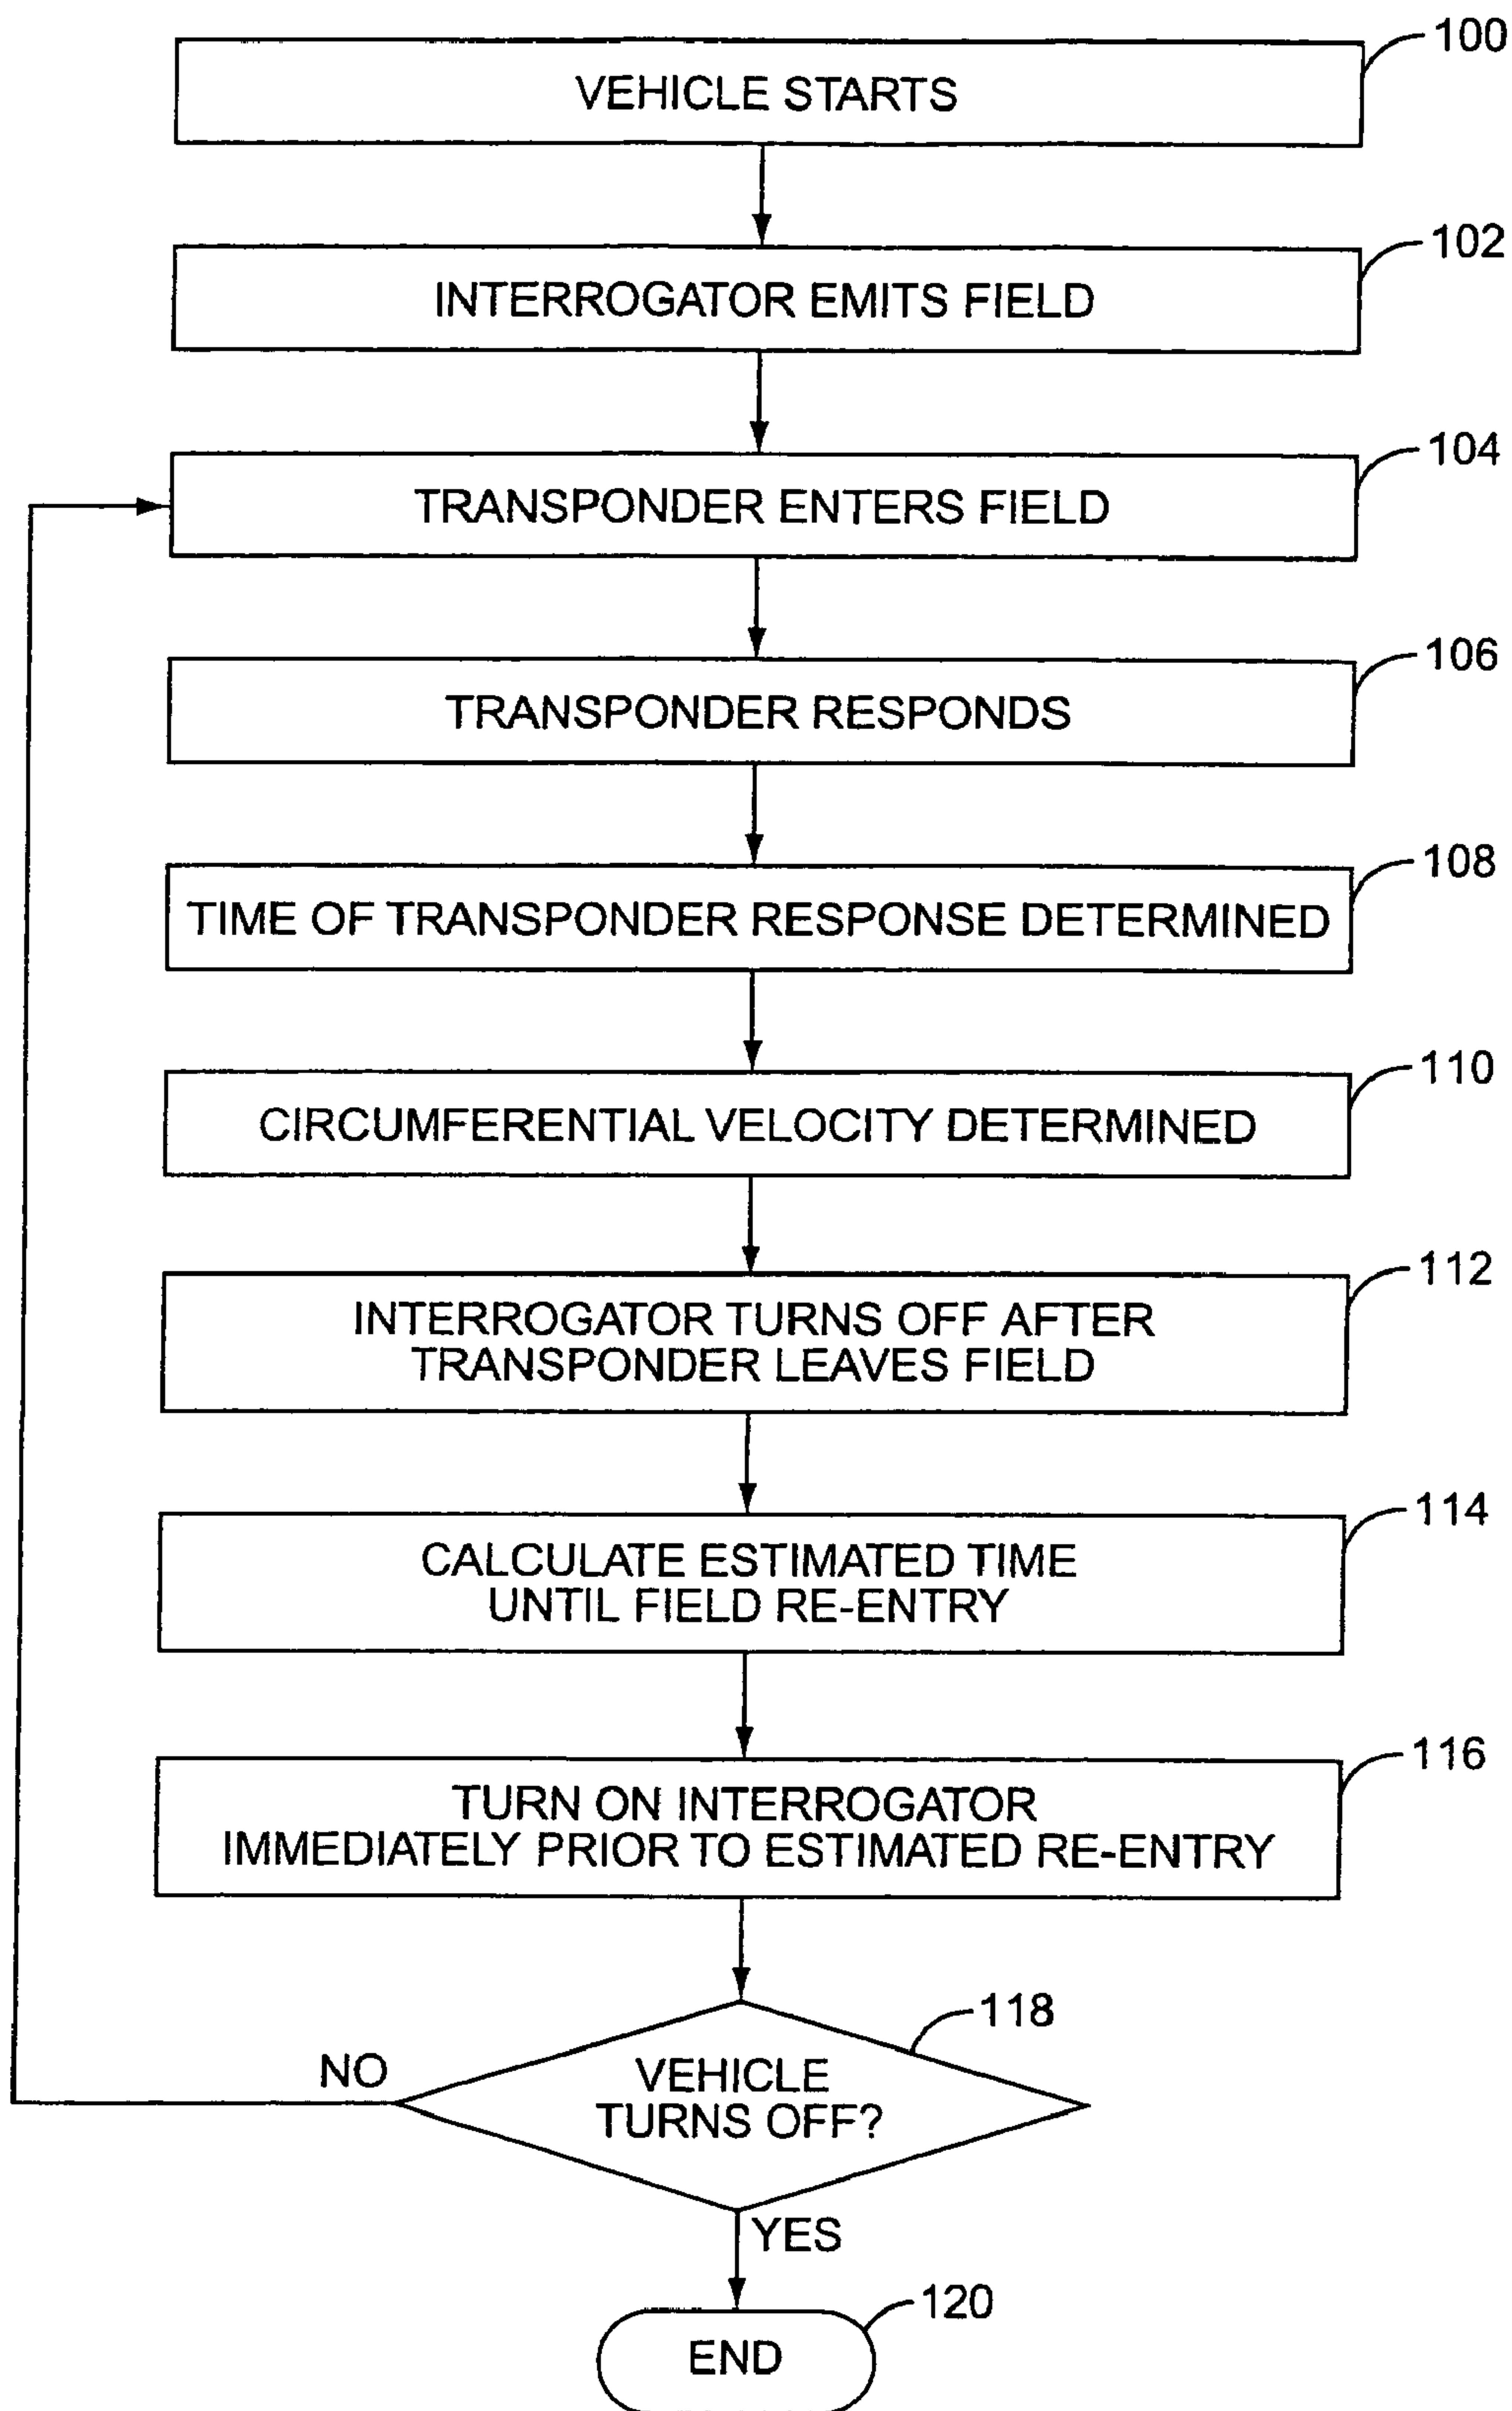 100
VEHICLE STARTS
102
INTERROGATOR EMITS FIELD
104
TRANSPONDER ENTERS FIELD
106
TRANSPONDER RESPONDS
108
TIME OF TRANSPONDER RESPONSE DETERMINED
110
CIRCUMFERENTIAL VELOCITY DETERMINED
112
INTERROGATOR TURNS OFF AFTER
TRANSPONDER LEAVES FIELD
114
CALCULATE ESTIMATED TIME
UNTIL FIELD RE-ENTRY
116
TURN ON INTERROGATOR
IMMEDIATELY PRIOR TO ESTIMATED RE-ENTRY
118
NO
VEHICLE
TURNS OFF?
YES
120
END